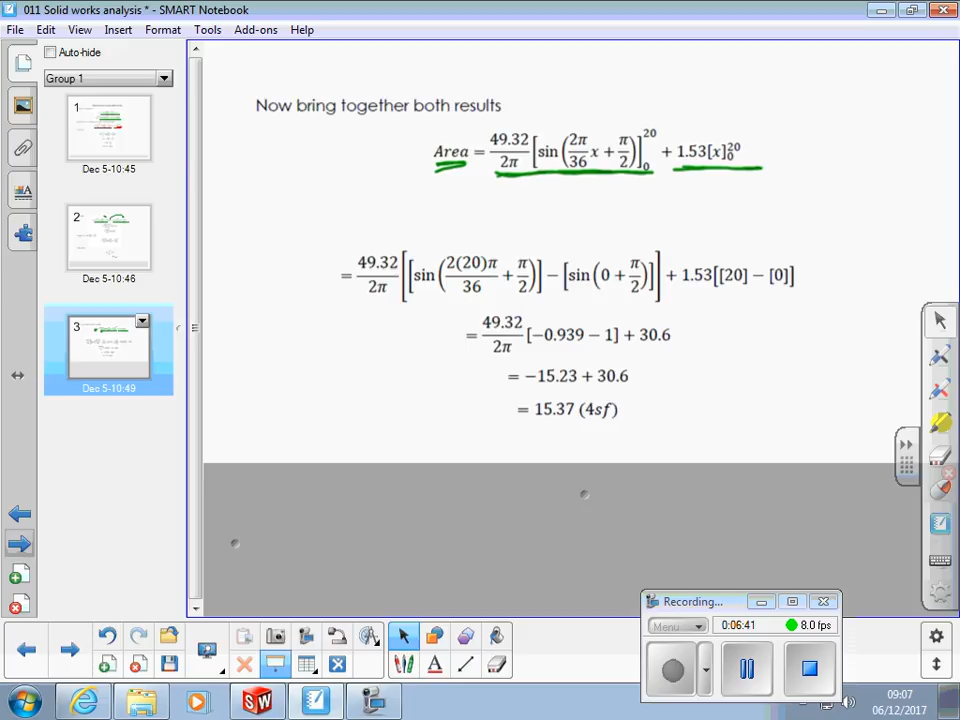 011 Solid works analysis * - SMART Notebook
File Edit View Insert Format Tools Add-ons Help
Auto-hide
Group 1
1
Dec 5-10:45
2
Dec 5-10:46
3
Dec 5-10:49
Now bring together both results
Area = 49.32/2π [sin(2π/36 x + π/2)]₀²⁰ + 1.53[x]₀²⁰
= 49.32/2π [[sin(2(20)π/36 + π/2)] − [sin(0 + π/2)]] + 1.53[[20] − [0]]
= 49.32/2π [−0.939 − 1] + 30.6
= −15.23 + 30.6
= 15.37 (4sf)
Recording...
Menu 0:06:41 8.0 fps
09:07
06/12/2017